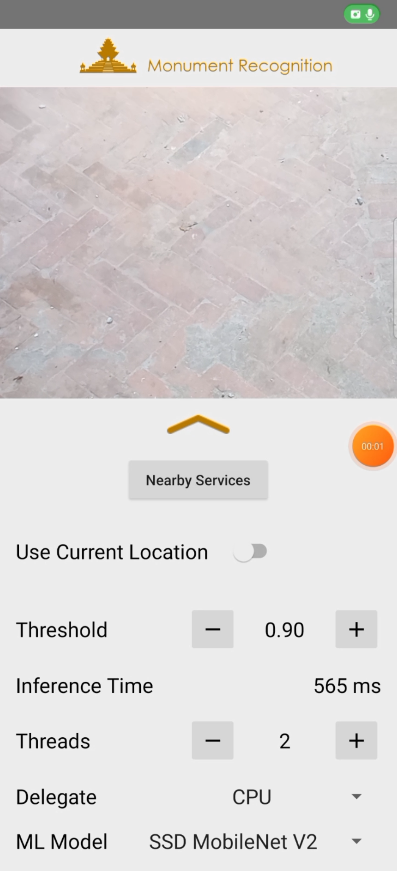 Monument Recognition
00:01
Nearby Services
Use Current Location
Threshold − 0.90 +
Inference Time 565 ms
Threads − 2 +
Delegate CPU
ML Model SSD MobileNet V2